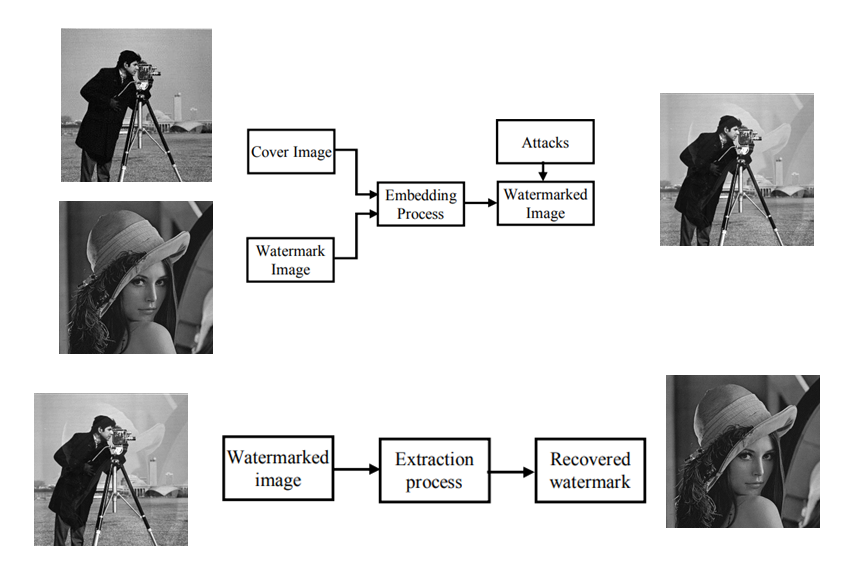 Cover Image
Attacks
Embedding
Process
Watermarked
Image
Watermark
Image
Watermarked
image
Extraction
process
Recovered
watermark